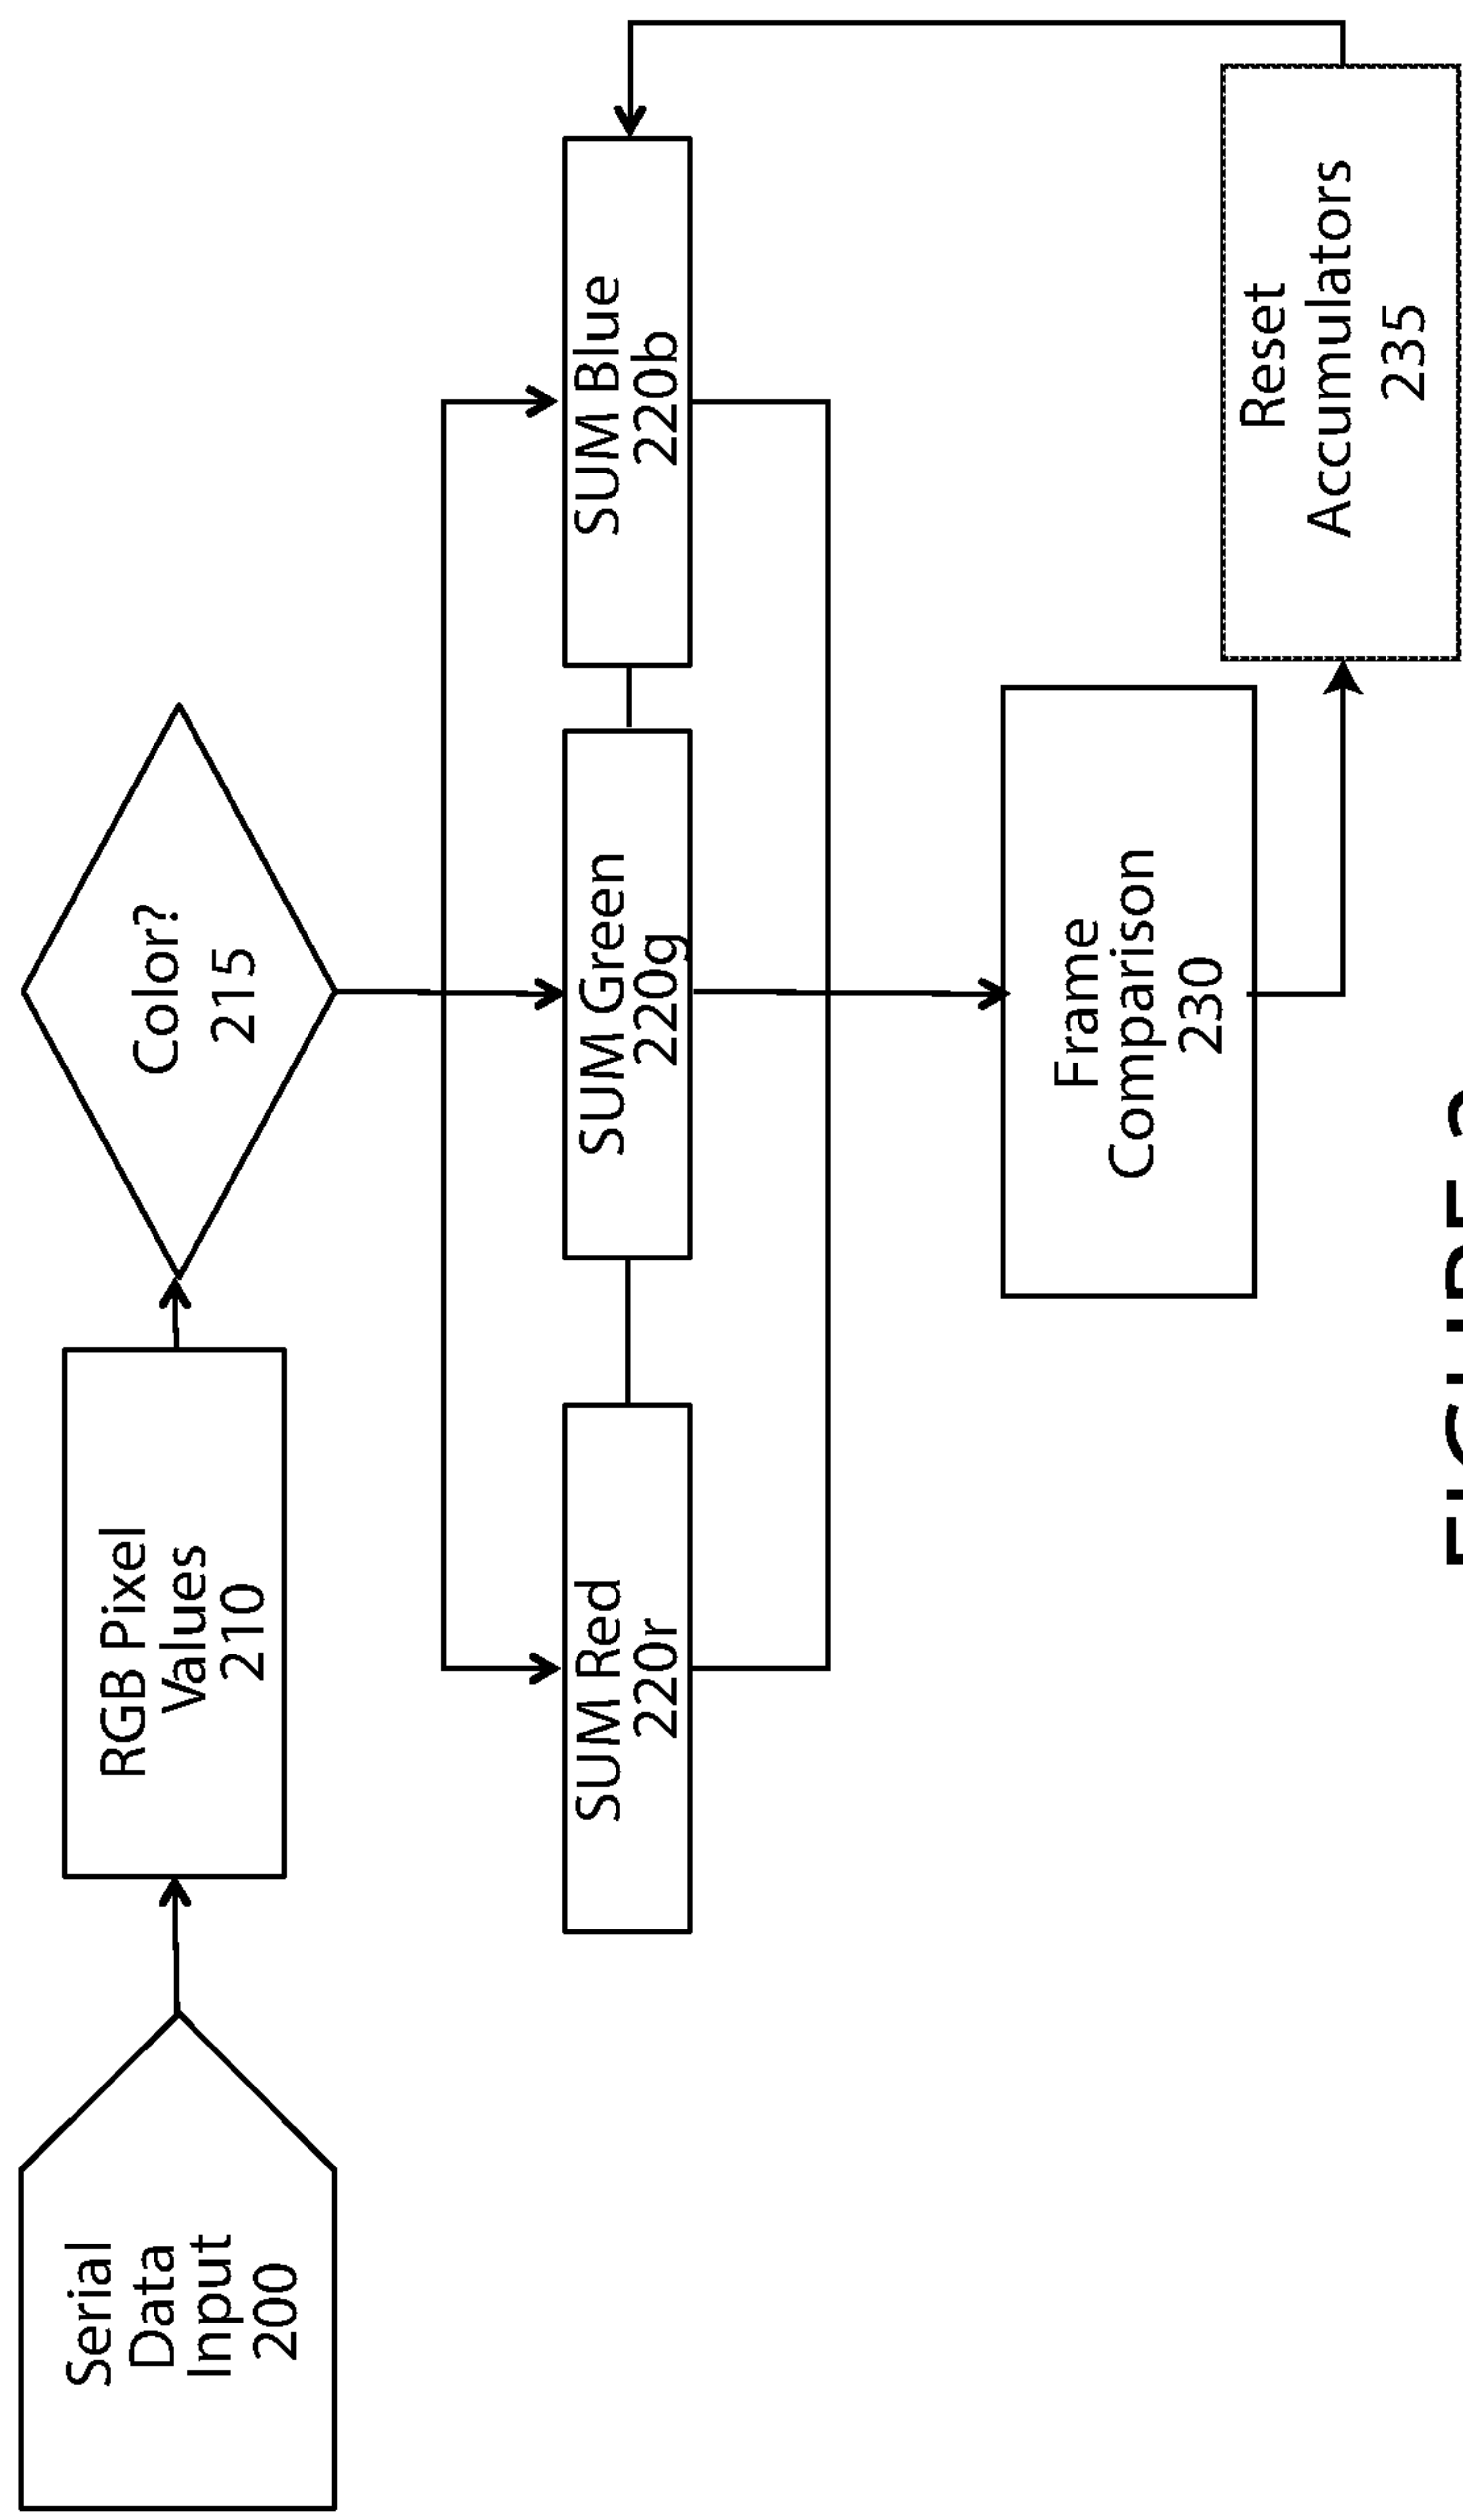 Serial
Data
Input
200
RGB Pixel
Values
210
Color?
215
SUM Red
220r
SUM Green
220g
SUM Blue
220b
Frame
Comparison
230
Reset
Accumulators
235